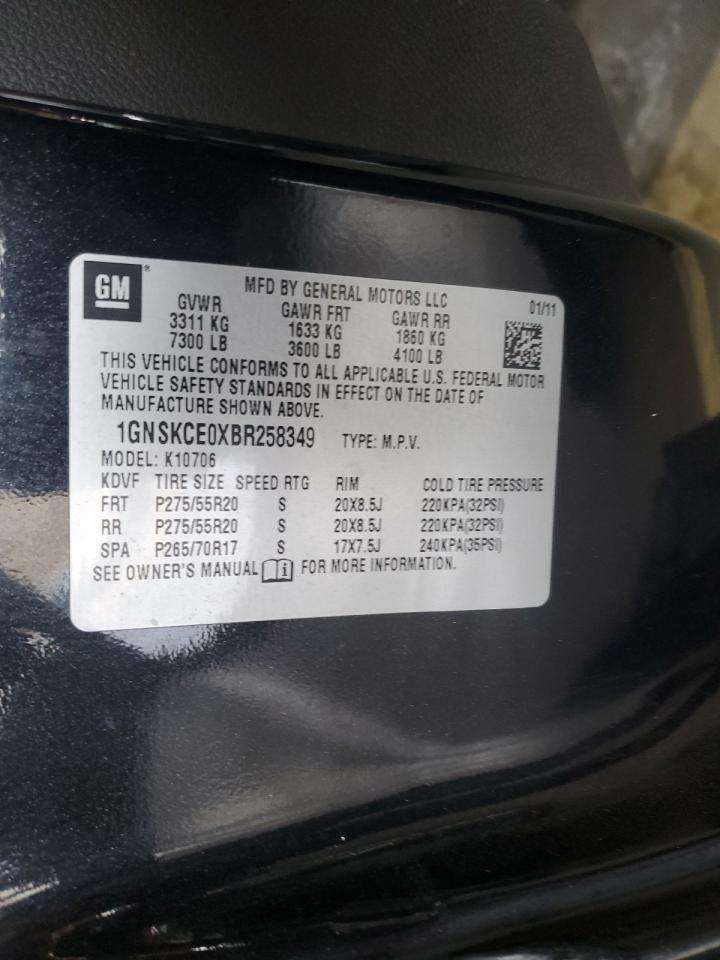 GM ®
MFD BY GENERAL MOTORS LLC 01/11
GVWR GAWR FRT GAWR RR
3311 KG 1633 KG 1860 KG
7300 LB 3600 LB 4100 LB
THIS VEHICLE CONFORMS TO ALL APPLICABLE U.S. FEDERAL MOTOR
VEHICLE SAFETY STANDARDS IN EFFECT ON THE DATE OF
MANUFACTURE SHOWN ABOVE.
1GNSKCE0XBR258349 TYPE: M.P.V.
MODEL: K10706
KDVF TIRE SIZE SPEED RTG RIM COLD TIRE PRESSURE
FRT P275/55R20 S 20X8.5J 220KPA(32PSI)
RR P275/55R20 S 20X8.5J 220KPA(32PSI)
SPA P265/70R17 S 17X7.5J 240KPA(35PSI)
SEE OWNER'S MANUAL i FOR MORE INFORMATION.